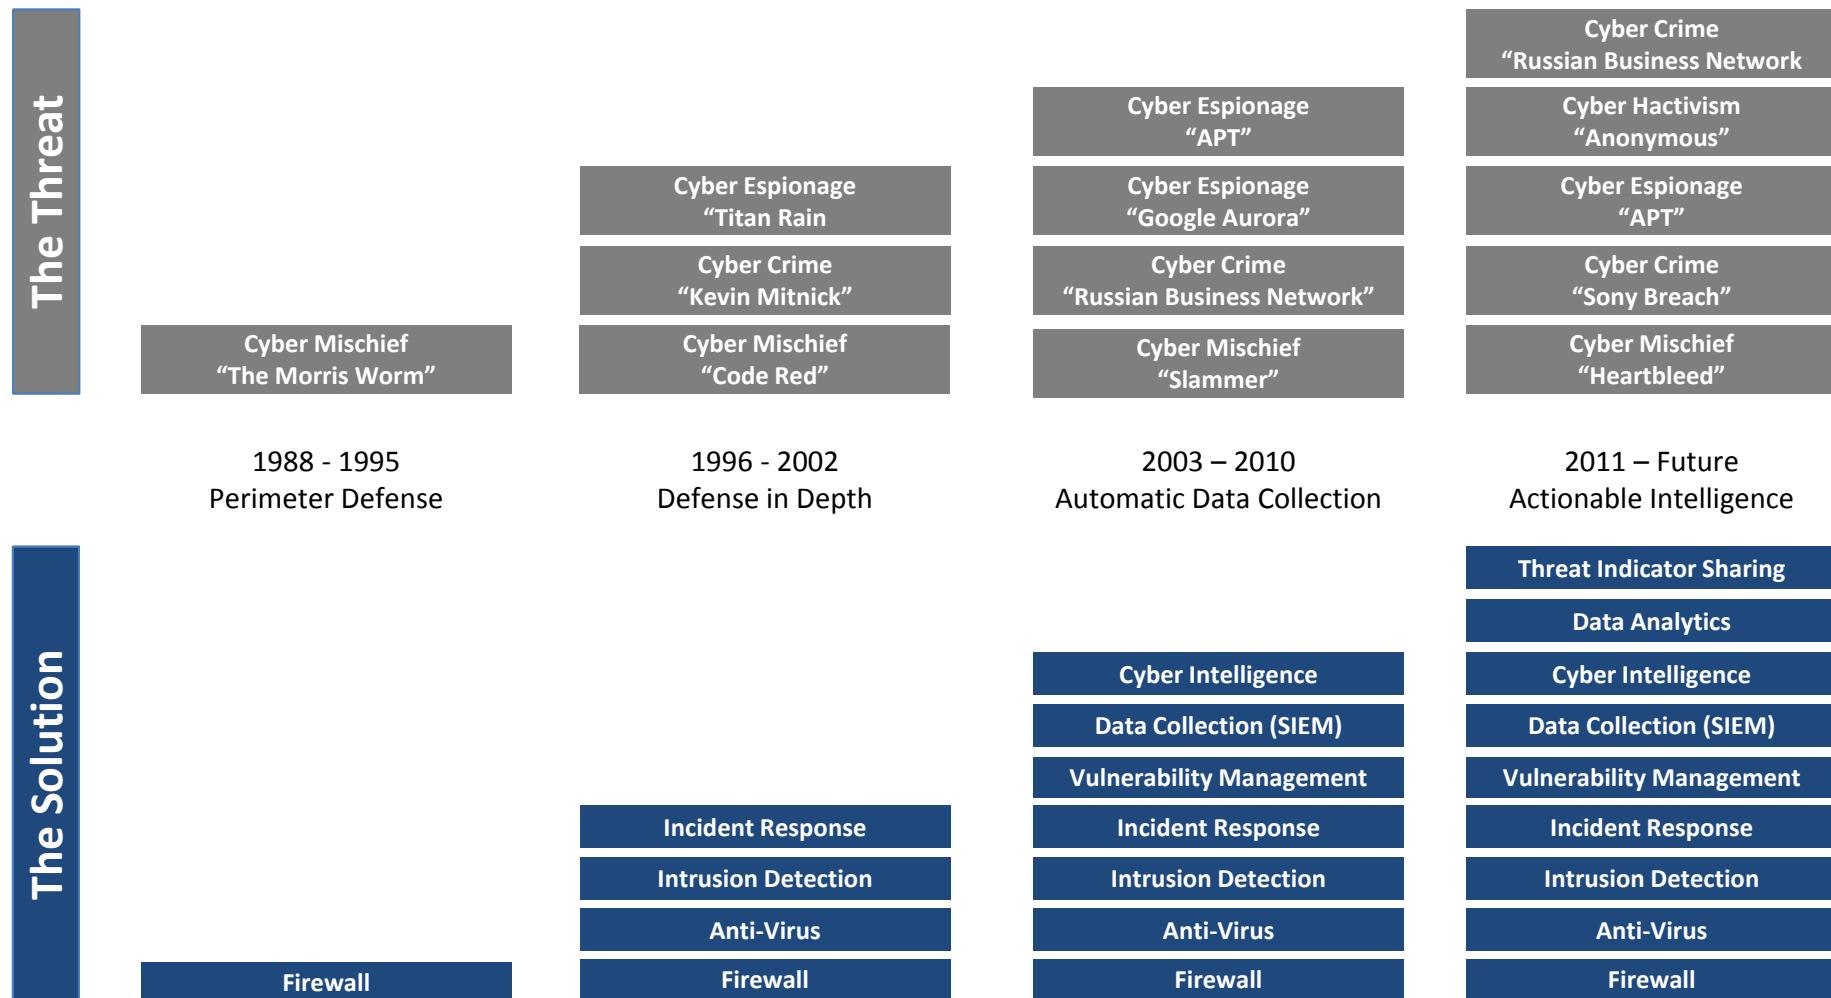 The Threat
Cyber Mischief
“The Morris Worm”
Cyber Espionage
“Titan Rain
Cyber Crime
“Kevin Mitnick”
Cyber Mischief
“Code Red”
Cyber Espionage
“APT”
Cyber Espionage
“Google Aurora”
Cyber Crime
“Russian Business Network”
Cyber Mischief
“Slammer”
Cyber Crime
“Russian Business Network
Cyber Hactivism
“Anonymous”
Cyber Espionage
“APT”
Cyber Crime
“Sony Breach”
Cyber Mischief
“Heartbleed”
1988 - 1995
Perimeter Defense
1996 - 2002
Defense in Depth
2003 – 2010
Automatic Data Collection
2011 – Future
Actionable Intelligence
The Solution
Firewall
Incident Response
Intrusion Detection
Anti-Virus
Firewall
Cyber Intelligence
Data Collection (SIEM)
Vulnerability Management
Incident Response
Intrusion Detection
Anti-Virus
Firewall
Threat Indicator Sharing
Data Analytics
Cyber Intelligence
Data Collection (SIEM)
Vulnerability Management
Incident Response
Intrusion Detection
Anti-Virus
Firewall